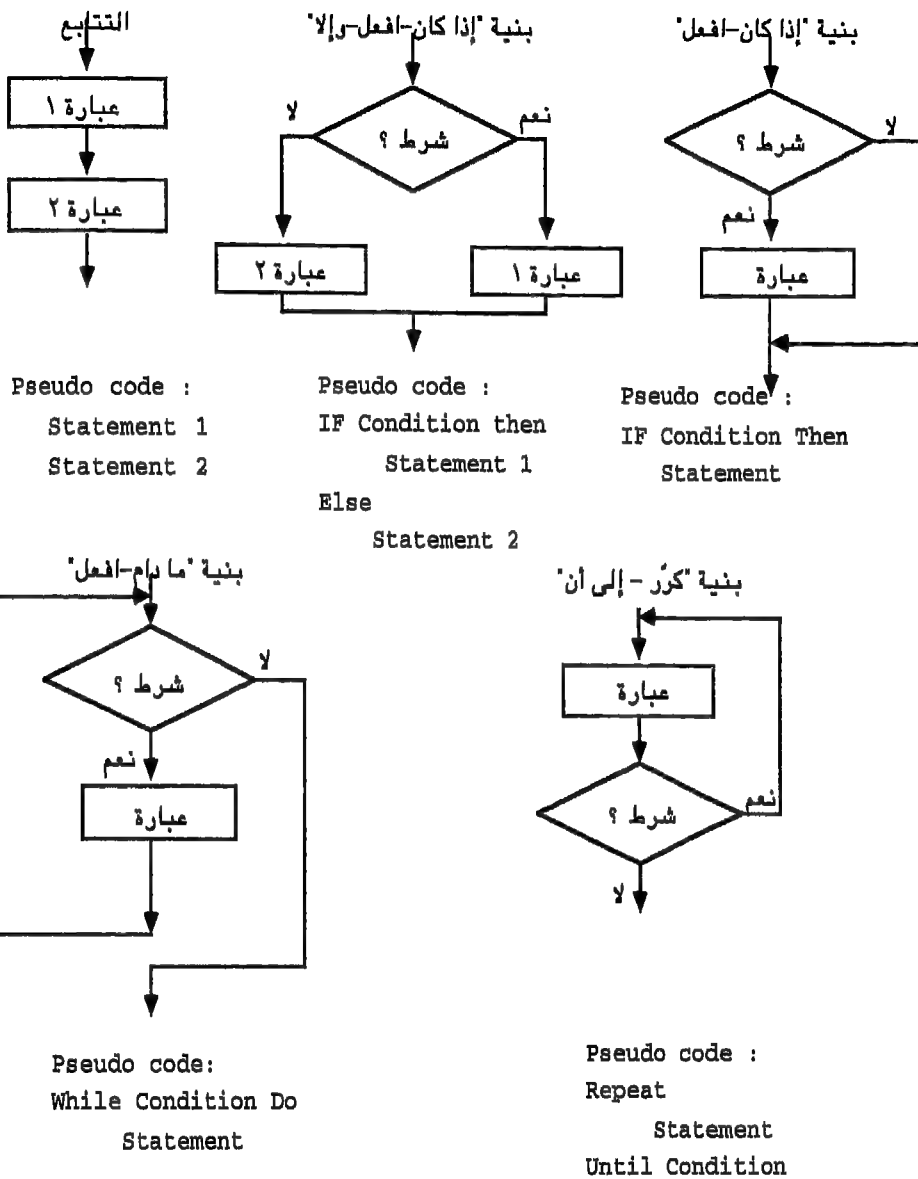 بنية "إذا كان-افعل"
شرط ؟
لا
نعم
عبارة
Pseudo code :
IF Condition Then
Statement
بنية "إذا كان-افعل-وإلا"
شرط ؟
نعم
لا
عبارة ١
عبارة ٢
Pseudo code :
IF Condition then
Statement 1
Else
Statement 2
التتابع
عبارة ١
عبارة ٢
Pseudo code :
Statement 1
Statement 2
بنية "كرّر - إلى أن"
عبارة
شرط ؟
نعم
لا
Pseudo code :
Repeat
Statement
Until Condition
بنية "ما دام-افعل"
شرط ؟
لا
نعم
عبارة
Pseudo code:
While Condition Do
Statement